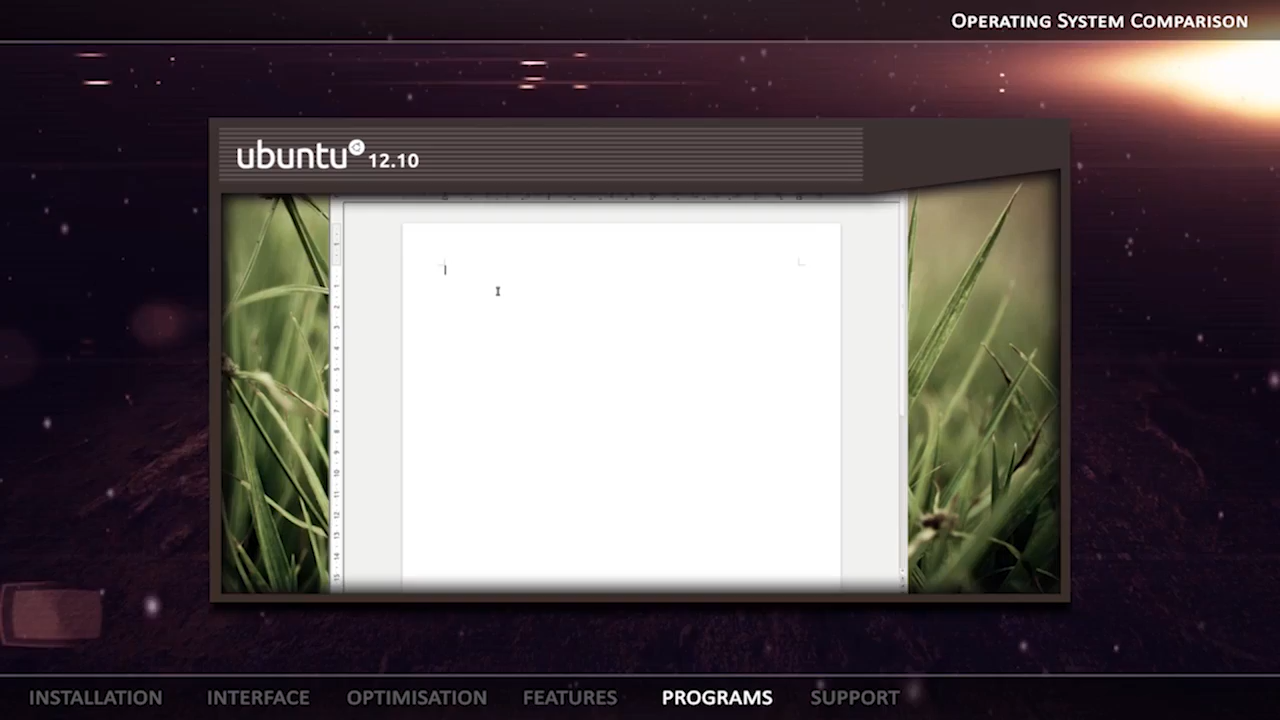 Operating System Comparison
ubuntu 12.10
INSTALLATION INTERFACE OPTIMISATION FEATURES PROGRAMS SUPPORT